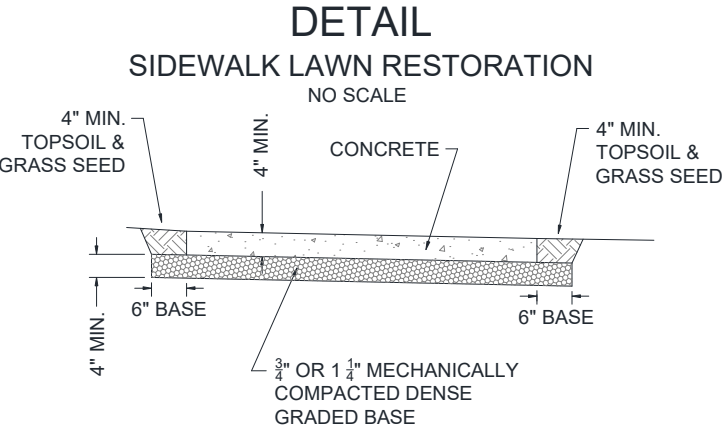 DETAIL
SIDEWALK LAWN RESTORATION
NO SCALE
4" MIN.
TOPSOIL &
GRASS SEED
4" MIN.
CONCRETE
4" MIN.
TOPSOIL &
GRASS SEED
4" MIN.
6" BASE
6" BASE
3/4" OR 1 1/4" MECHANICALLY
COMPACTED DENSE
GRADED BASE